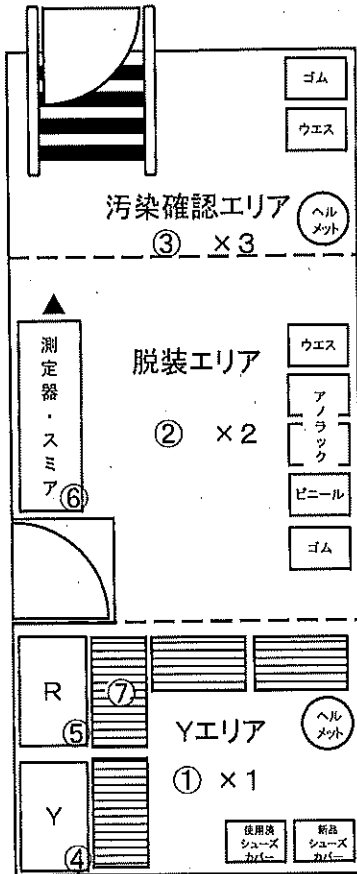 ゴム
ウエス
汚染確認エリア
ヘル
メット
③ ×3
測定器・スミア
⑥
脱装エリア
② ×2
ウエス
アノラック
ビニール
ゴム
R
⑤
⑦
Yエリア
ヘル
メット
① ×1
Y
④
使用済
シューズ
カバー
新品
シューズ
カバー